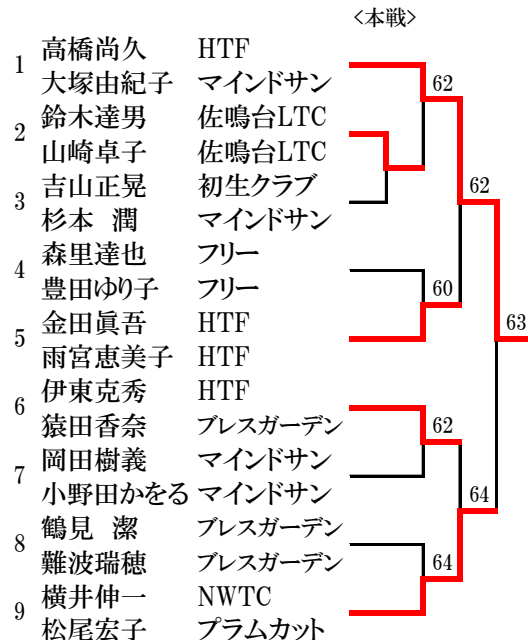 <本戦>
1 高橋尚久 HTF
大塚由紀子 マインドサン
62
2 鈴木達男 佐鳴台LTC
山崎卓子 佐鳴台LTC
3 吉山正晃 初生クラブ
62
杉本 潤 マインドサン
4 森里達也 フリー
豊田ゆり子 フリー
60
5 金田眞吾 HTF
63
雨宮恵美子 HTF
6 伊東克秀 HTF
猿田香奈 ブレスガーデン
62
7 岡田樹義 マインドサン
小野田かをる マインドサン
64
8 鶴見 潔 ブレスガーデン
難波瑞穂 ブレスガーデン
64
9 横井伸一 NWTC
松尾宏子 プラムカット